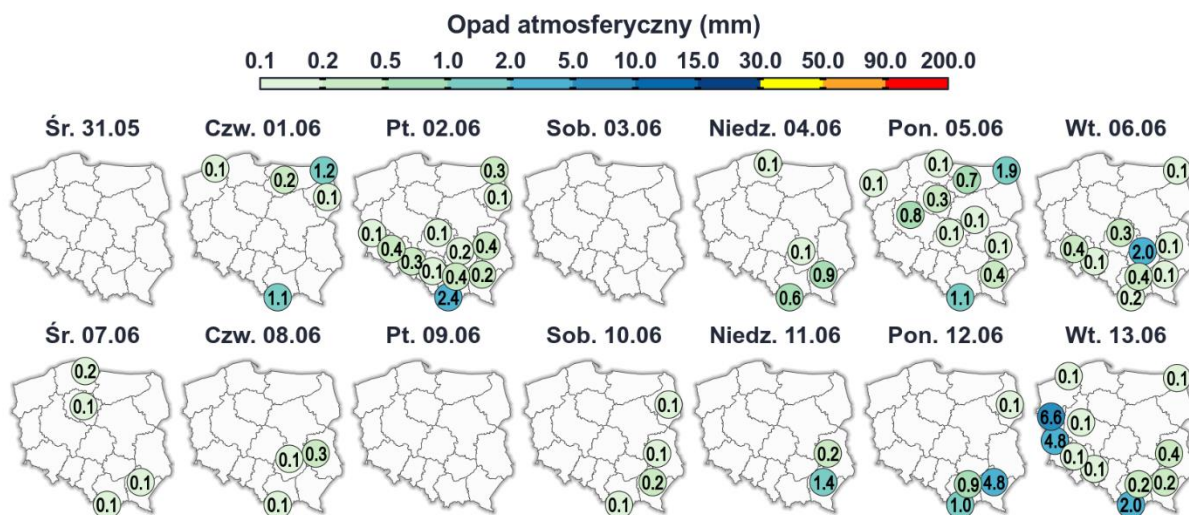 Opad atmosferyczny (mm)
0.1 0.2 0.5 1.0 2.0 5.0 10.0 15.0 30.0 50.0 90.0 200.0
Śr. 31.05 Czw. 01.06 Pt. 02.06 Sob. 03.06 Niedz. 04.06 Pon. 05.06 Wt. 06.06
0.1 0.2 1.2 0.1 1.1
0.3 0.1 0.1 0.4 0.3 0.1 0.1 0.2 0.4 0.4 0.2 2.4
0.1 0.1 0.9 0.6
0.1 0.1 0.7 1.9 0.3 0.8 0.1 0.1 0.1 0.4 1.1
0.1 0.3 0.4 0.1 2.0 0.1 0.4 0.1 0.2
Śr. 07.06 Czw. 08.06 Pt. 09.06 Sob. 10.06 Niedz. 11.06 Pon. 12.06 Wt. 13.06
0.2 0.1 0.1 0.1
0.1 0.3 0.1
0.1 0.1 0.2 0.1
0.2 1.4
0.1 0.9 4.8 1.0
0.1 0.1 6.6 0.1 4.8 0.1 0.1 0.4 0.2 0.2 2.0